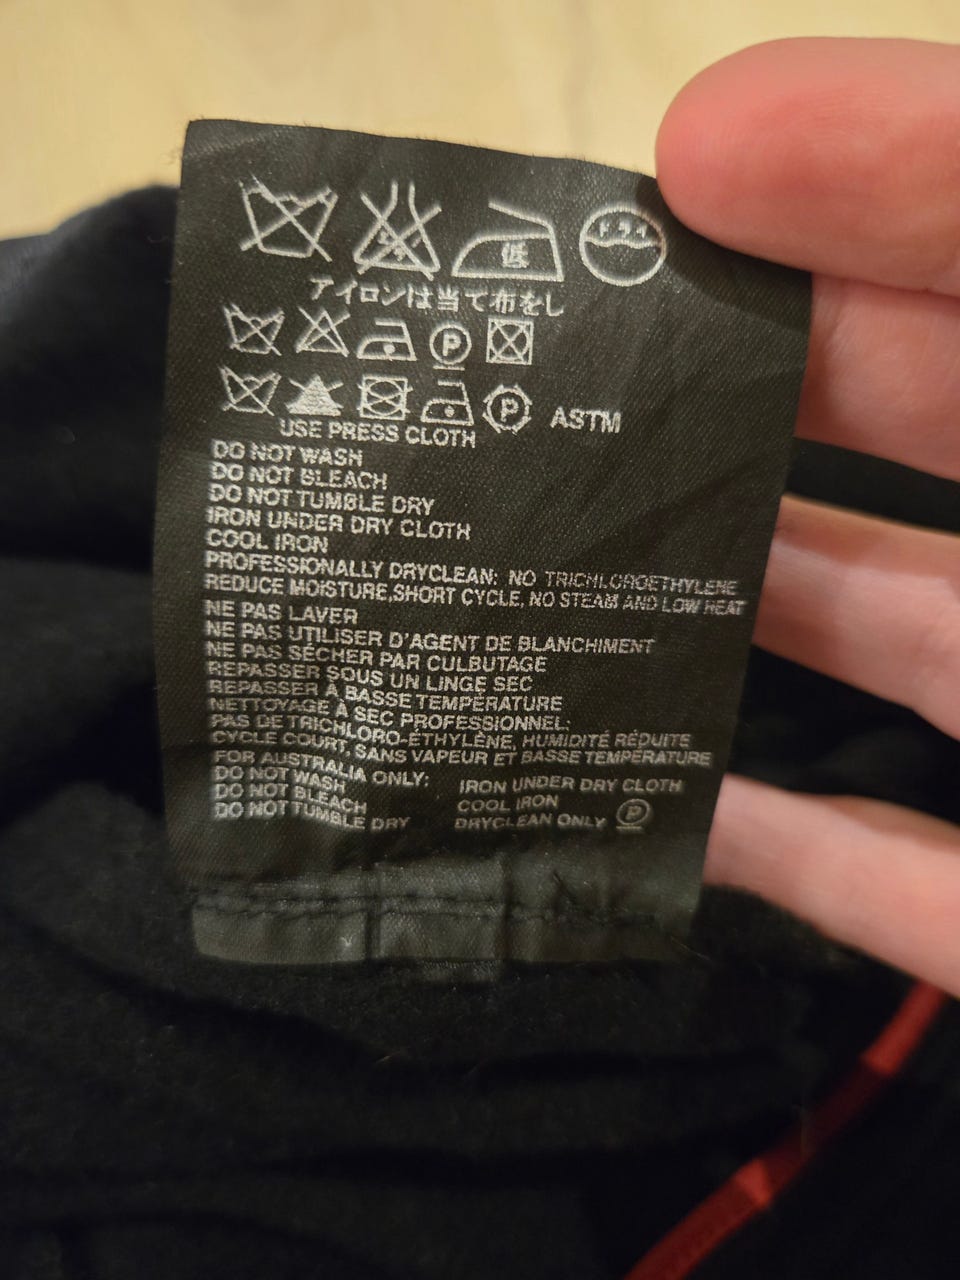 低 ドライ
アイロンは当て布をし
P
P ASTM
USE PRESS CLOTH
DO NOT WASH
DO NOT BLEACH
DO NOT TUMBLE DRY
IRON UNDER DRY CLOTH
COOL IRON
PROFESSIONALLY DRYCLEAN: NO TRICHLOROETHYLENE
REDUCE MOISTURE,SHORT CYCLE, NO STEAM AND LOW HEAT
NE PAS LAVER
NE PAS UTILISER D'AGENT DE BLANCHIMENT
NE PAS SÉCHER PAR CULBUTAGE
REPASSER SOUS UN LINGE SEC
REPASSER À BASSE TEMPÉRATURE
NETTOYAGE À SEC PROFESSIONNEL:
PAS DE TRICHLORO-ÉTHYLÈNE, HUMIDITÉ RÉDUITE
CYCLE COURT, SANS VAPEUR ET BASSE TEMPÉRATURE
FOR AUSTRALIA ONLY:
DO NOT WASH IRON UNDER DRY CLOTH
DO NOT BLEACH COOL IRON
DO NOT TUMBLE DRY DRYCLEAN ONLY P